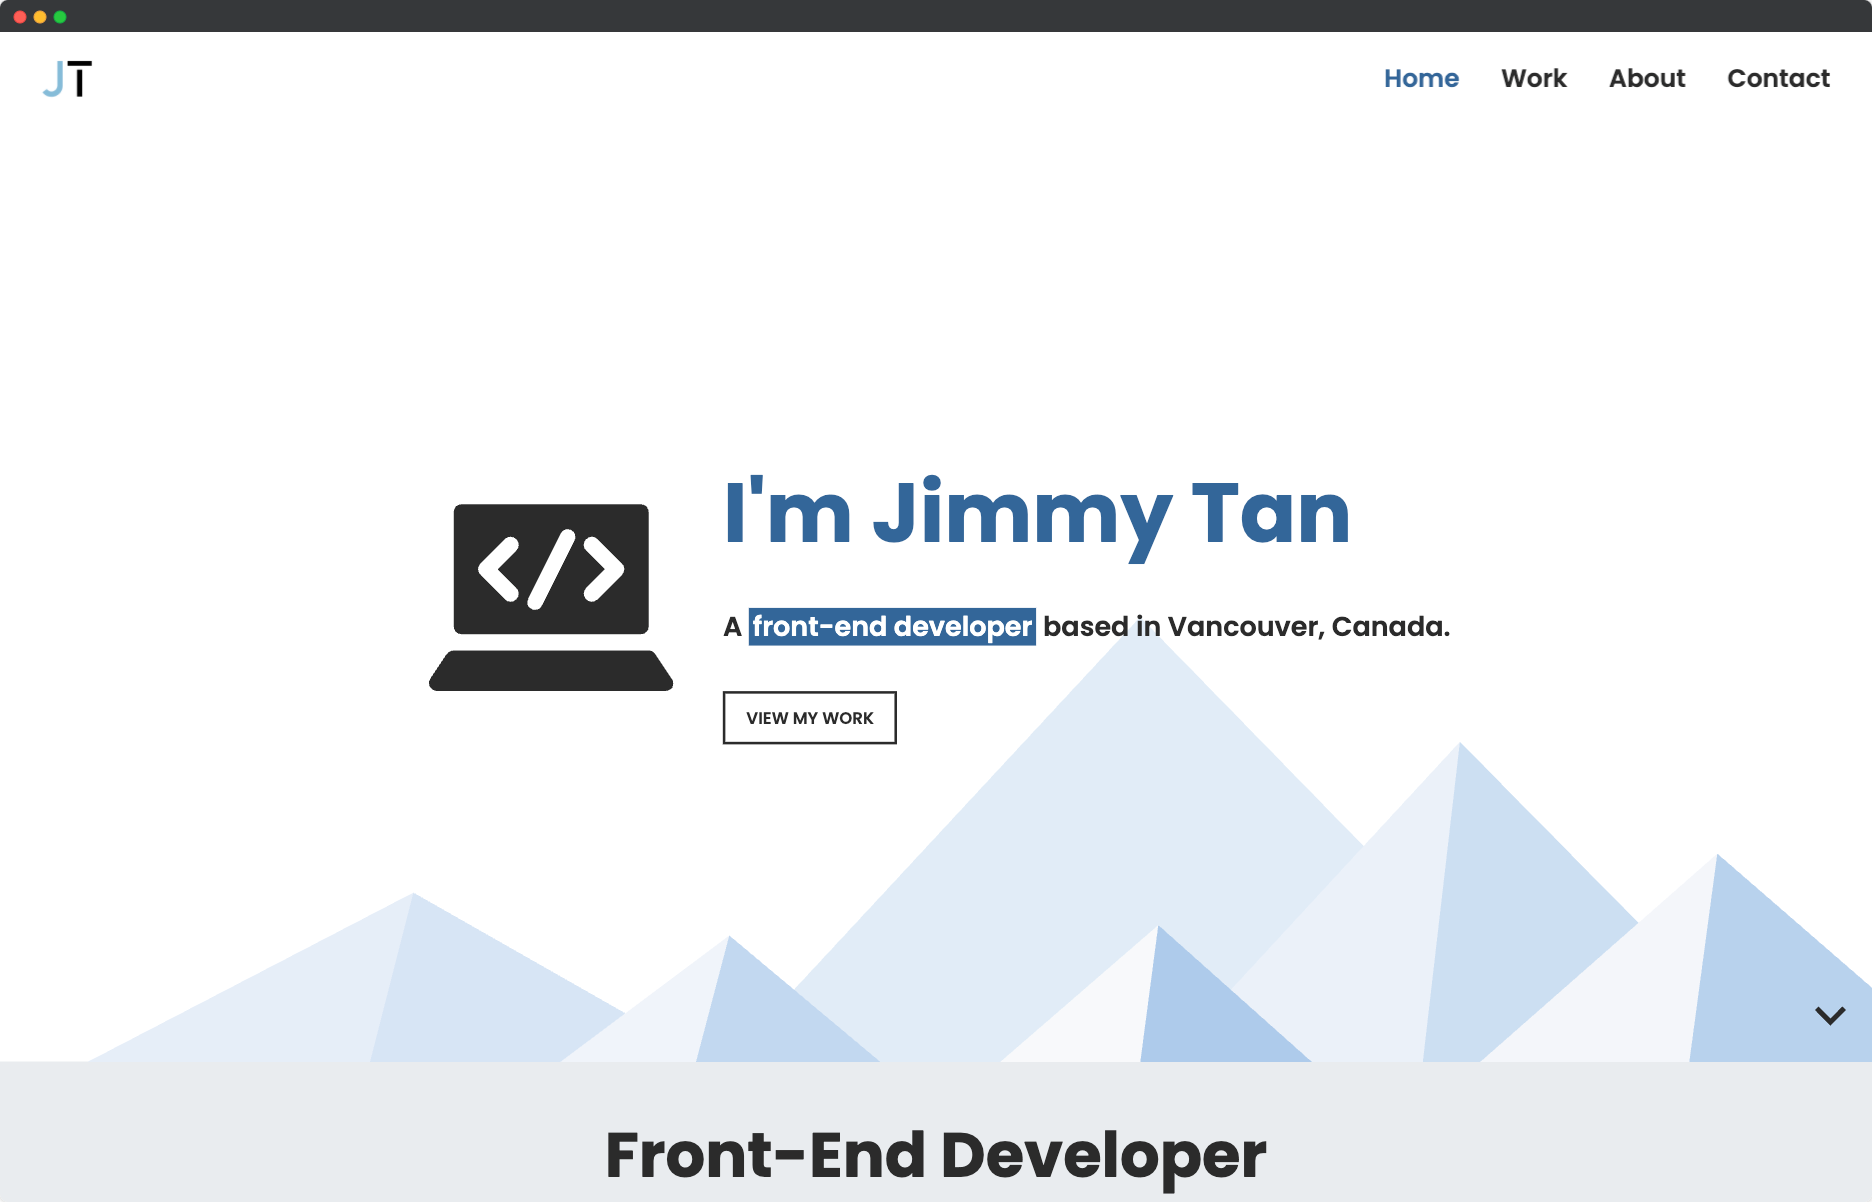 JT
Home Work About Contact
</>
I'm Jimmy Tan
A front-end developer based in Vancouver, Canada.
VIEW MY WORK
Front-End Developer